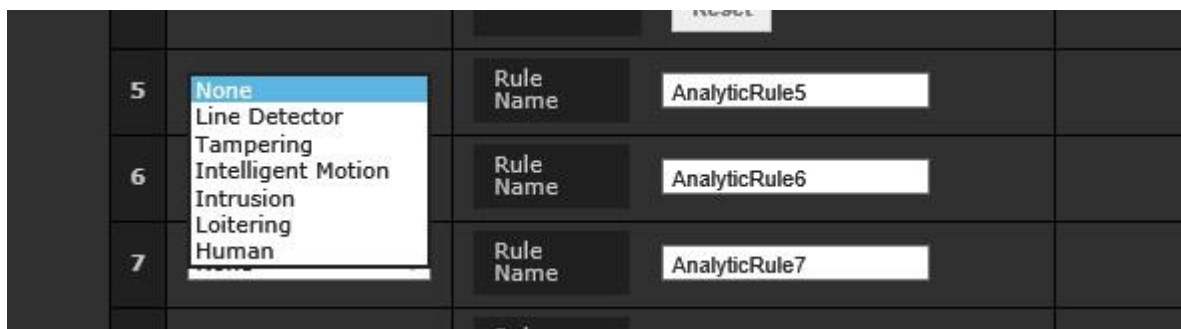 Reset
5
None
Line Detector
Tampering
Intelligent Motion
Intrusion
Loitering
Human
Rule
Name
AnalyticRule5
6
Rule
Name
AnalyticRule6
7
Rule
Name
AnalyticRule7